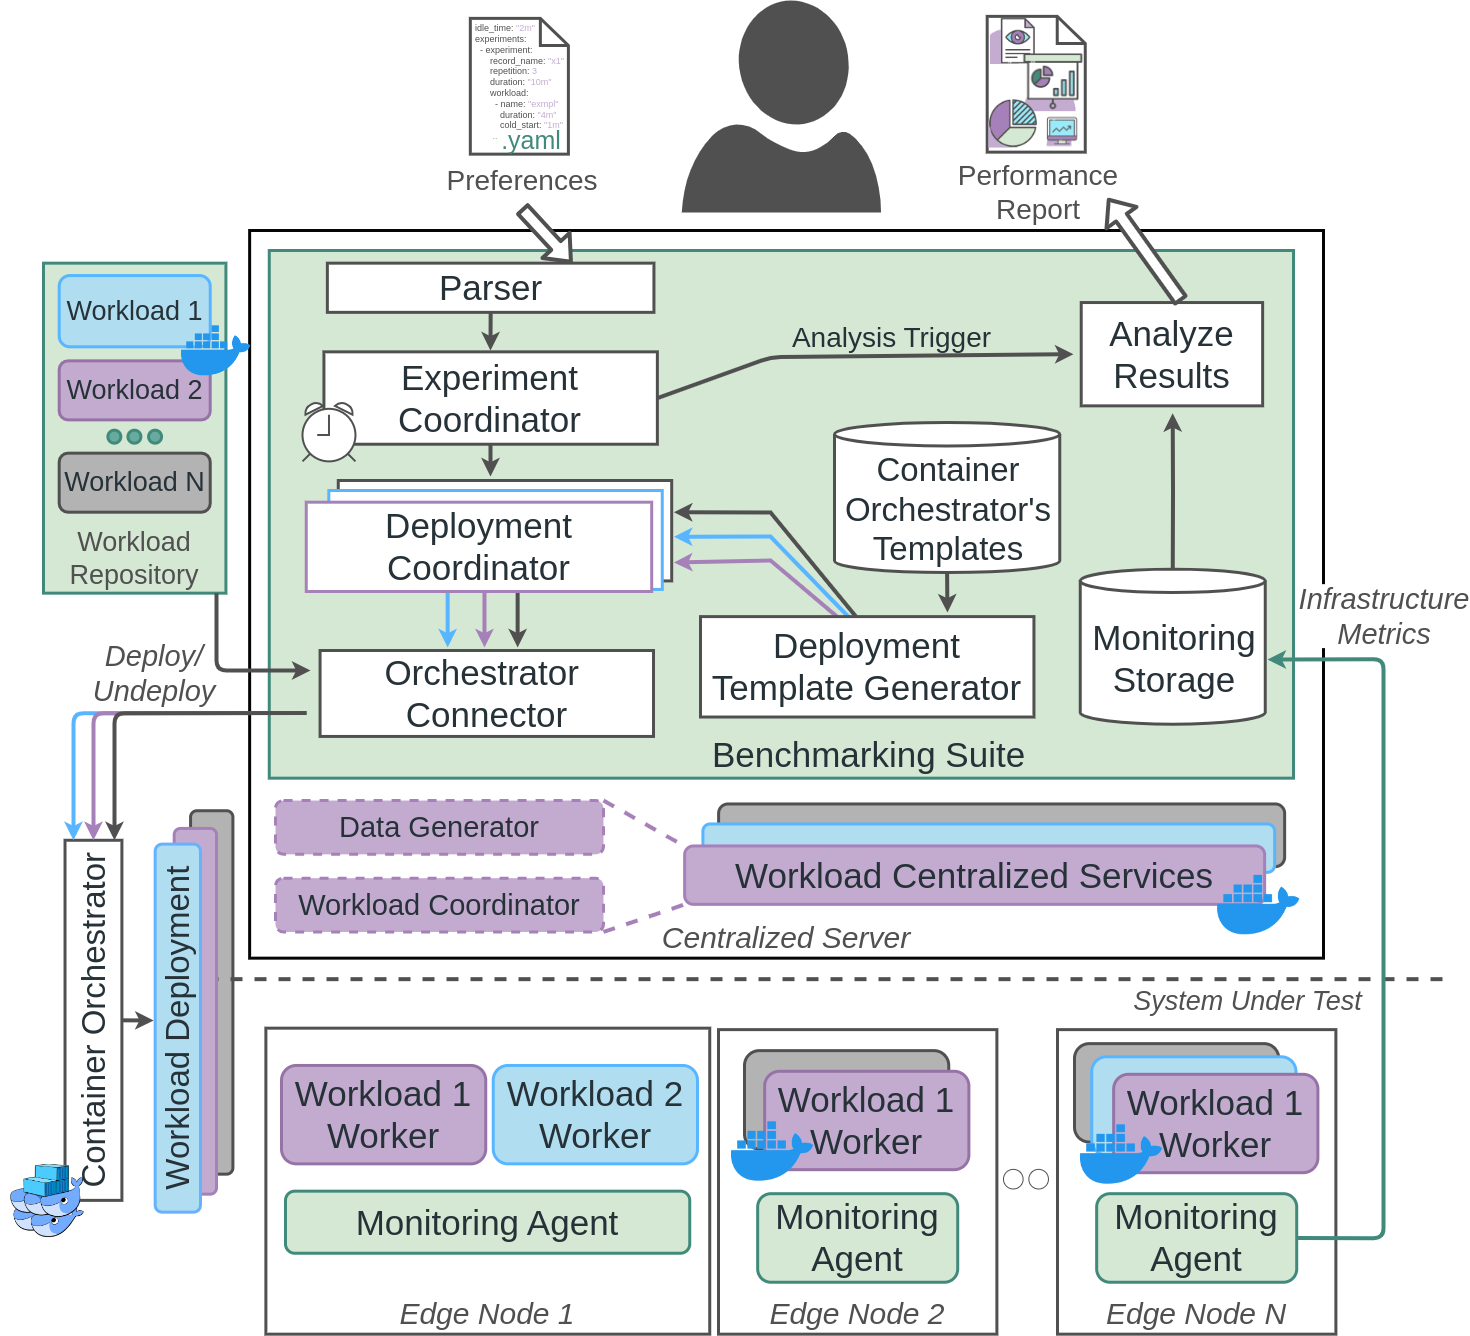 idle_time: "2m"
experiments:
- experiment:
record_name: "x1"
repetition: 3
duration: "10m"
workload:
- name: "exmpl"
duration: "4m"
cold_start: "1m"
..
.yaml
Preferences
Performance
Report
Workload 1
Workload 2
Workload N
Workload
Repository
Parser
Experiment
Coordinator
Analysis Trigger
Analyze
Results
Container
Orchestrator's
Templates
Deployment
Coordinator
Deployment
Template Generator
Monitoring
Storage
Infrastructure
Metrics
Orchestrator
Connector
Deploy/
Undeploy
Benchmarking Suite
Data Generator
Workload Coordinator
Workload Centralized Services
Centralized Server
System Under Test
Container Orchestrator
Workload Deployment
Workload 1
Worker
Workload 2
Worker
Monitoring Agent
Edge Node 1
Workload 1
Worker
Monitoring
Agent
Edge Node 2
Workload 1
Worker
Monitoring
Agent
Edge Node N